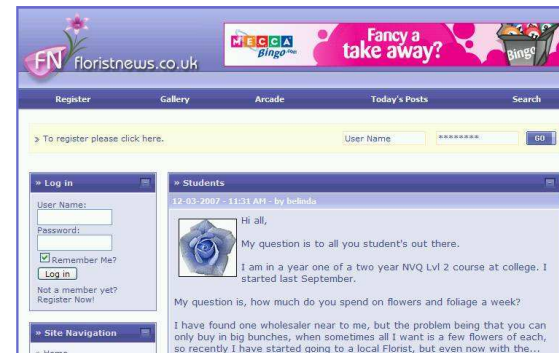 FN floristnews.co.uk
MECCA
Bingo.com
Fancy a
take away?
Bingo
Register Gallery Arcade Today's Posts Search
» To register please click here.
User Name ******** GO
» Log in
User Name:
Password:
Remember Me?
Log in
Not a member yet?
Register Now!
» Site Navigation
» Home
» Students
12-03-2007 - 11:31 AM - by belinda
Hi all,
My question is to all you student's out there.
I am in a year one of a two year NVQ Lvl 2 course at college. I
started last September.
My question is, how much do you spend on flowers and foliage a week?
I have found one wholesaler near to me, but the problem being that you can
only buy in big bunches, when sometimes all I want is a few flowers of each,
so recently I have started going to a local Florist, but even now with the...